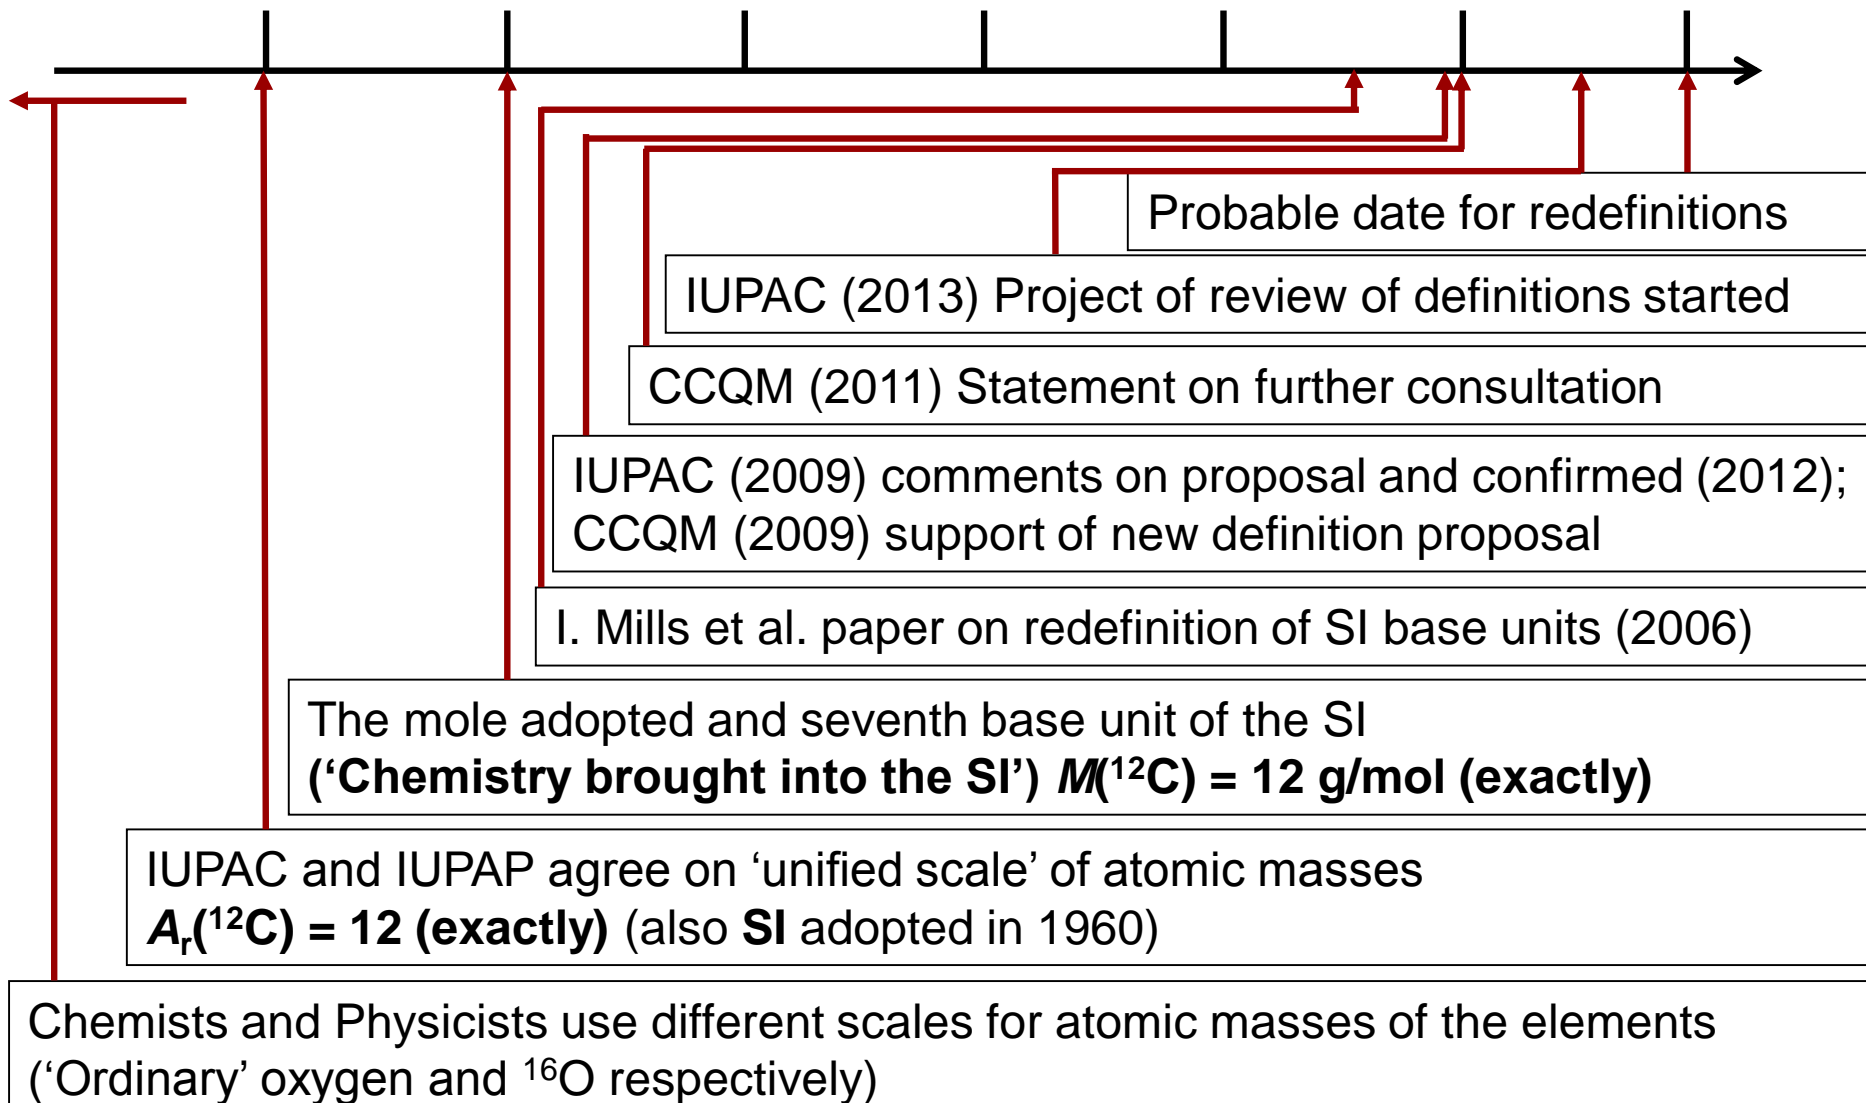 Probable date for redefinitions
IUPAC (2013) Project of review of definitions started
CCQM (2011) Statement on further consultation
IUPAC (2009) comments on proposal and confirmed (2012);
CCQM (2009) support of new definition proposal
I. Mills et al. paper on redefinition of SI base units (2006)
The mole adopted and seventh base unit of the SI
(‘Chemistry brought into the SI’) M(¹²C) = 12 g/mol (exactly)
IUPAC and IUPAP agree on ‘unified scale’ of atomic masses
Aᵣ(¹²C) = 12 (exactly) (also SI adopted in 1960)
Chemists and Physicists use different scales for atomic masses of the elements
(‘Ordinary’ oxygen and ¹⁶O respectively)